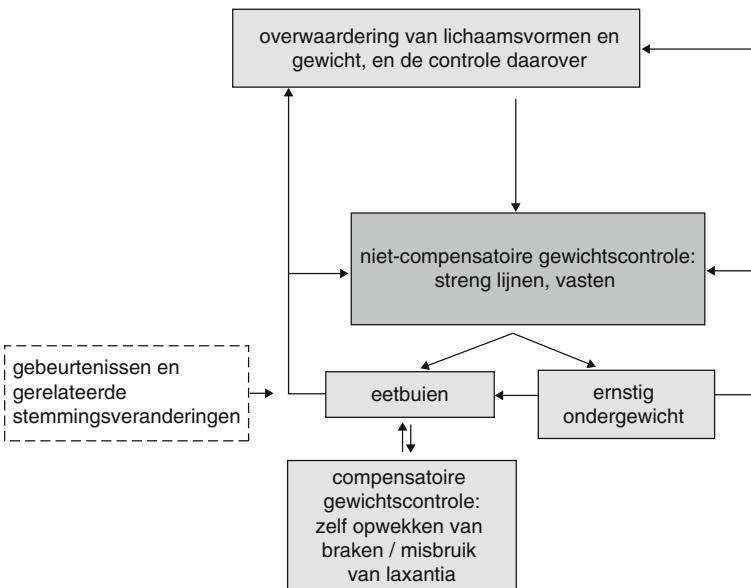 overwaardering van lichaamsvormen en
gewicht, en de controle daarover
niet-compensatoire gewichtscontrole:
streng lijnen, vasten
gebeurtenissen en
gerelateerde
stemmingsveranderingen
eetbuien
ernstig
ondergewicht
compensatoire
gewichtscontrole:
zelf opwekken van
braken / misbruik
van laxantia